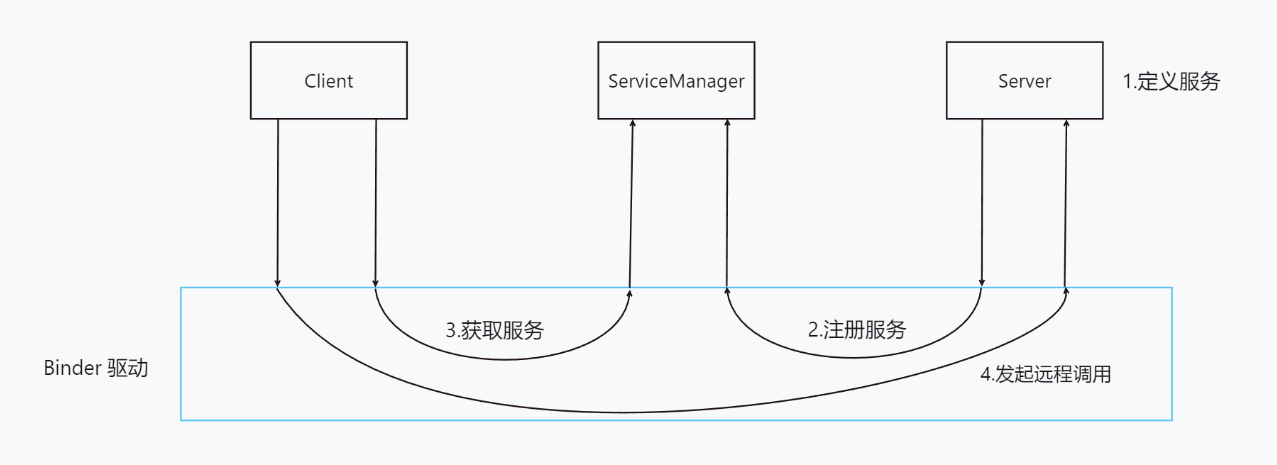 Client
ServiceManager
Server
1.定义服务
3.获取服务
2.注册服务
Binder 驱动
4.发起远程调用